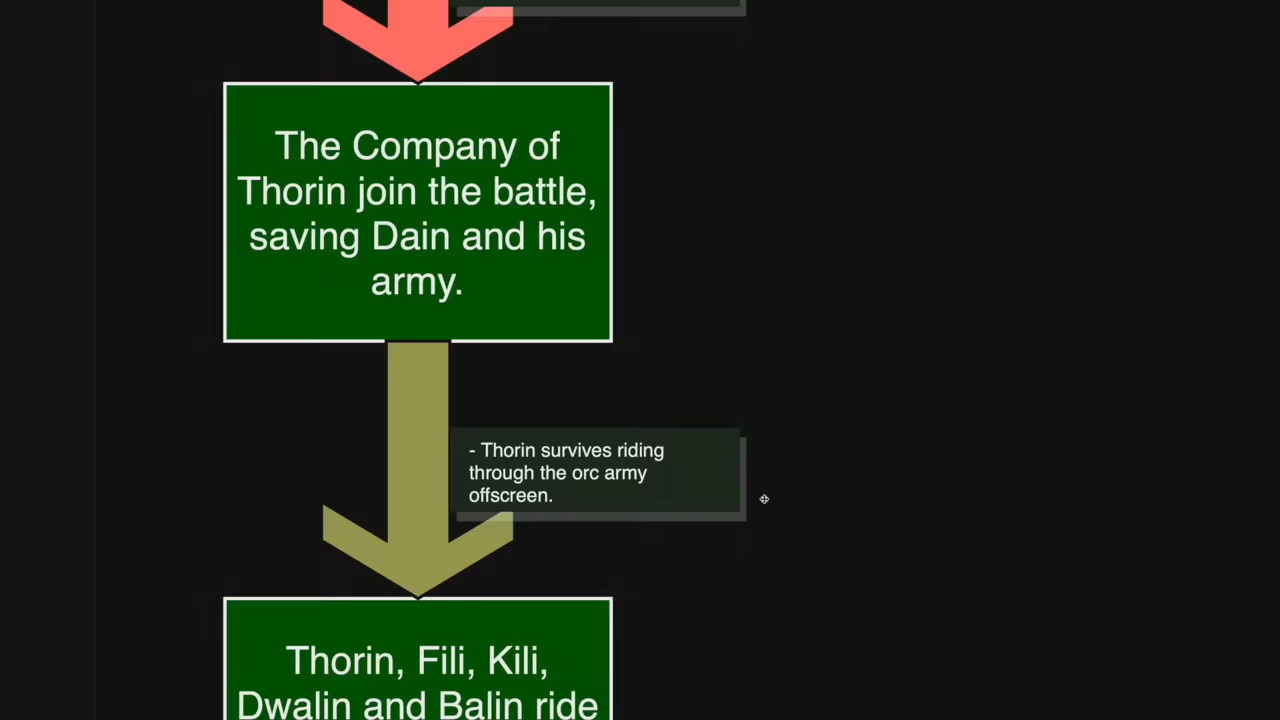 The Company of
Thorin join the battle,
saving Dain and his
army.
- Thorin survives riding
through the orc army
offscreen.
Thorin, Fili, Kili,
Dwalin and Balin ride